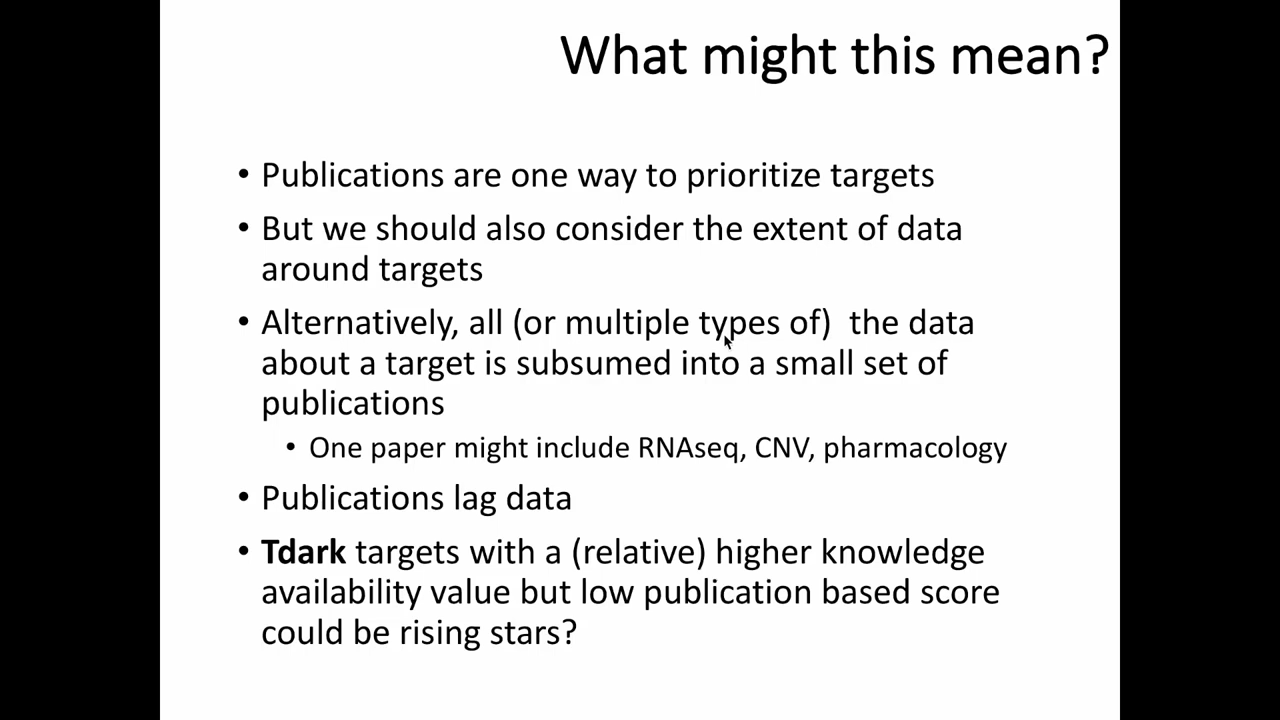 What might this mean?
• Publications are one way to prioritize targets
• But we should also consider the extent of data
around targets
• Alternatively, all (or multiple types of)  the data
about a target is subsumed into a small set of
publications
• One paper might include RNAseq, CNV, pharmacology
• Publications lag data
• Tdark targets with a (relative) higher knowledge
availability value but low publication based score
could be rising stars?